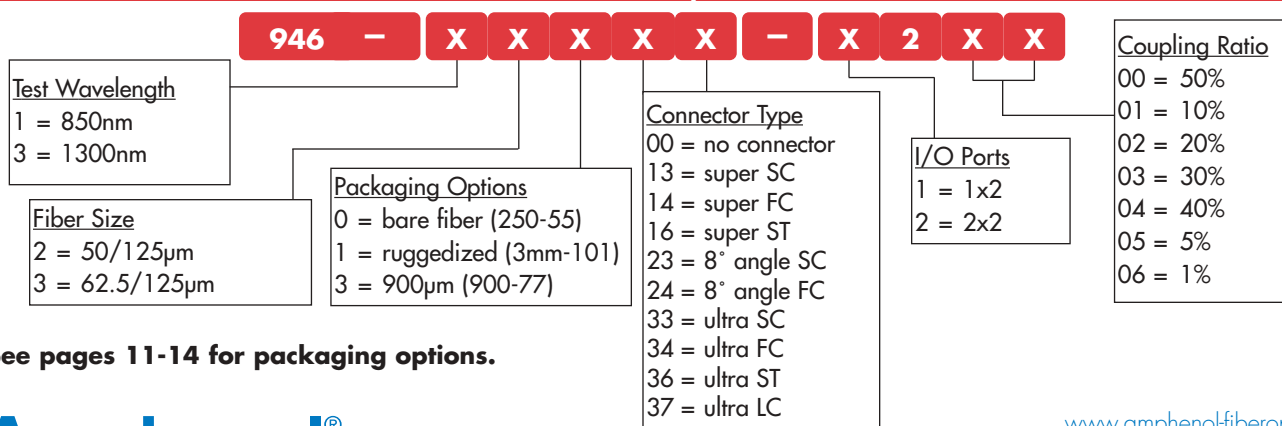 946 – X X X X X – X 2 X X
Test Wavelength
1 = 850nm
3 = 1300nm
Fiber Size
2 = 50/125µm
3 = 62.5/125µm
Packaging Options
0 = bare fiber (250-55)
1 = ruggedized (3mm-101)
3 = 900µm (900-77)
Connector Type
00 = no connector
13 = super SC
14 = super FC
16 = super ST
23 = 8° angle SC
24 = 8° angle FC
33 = ultra SC
34 = ultra FC
36 = ultra ST
37 = ultra LC
I/O Ports
1 = 1x2
2 = 2x2
Coupling Ratio
00 = 50%
01 = 10%
02 = 20%
03 = 30%
04 = 40%
05 = 5%
06 = 1%
ee pages 11-14 for packaging options.
®
www.amphenol-fiberop